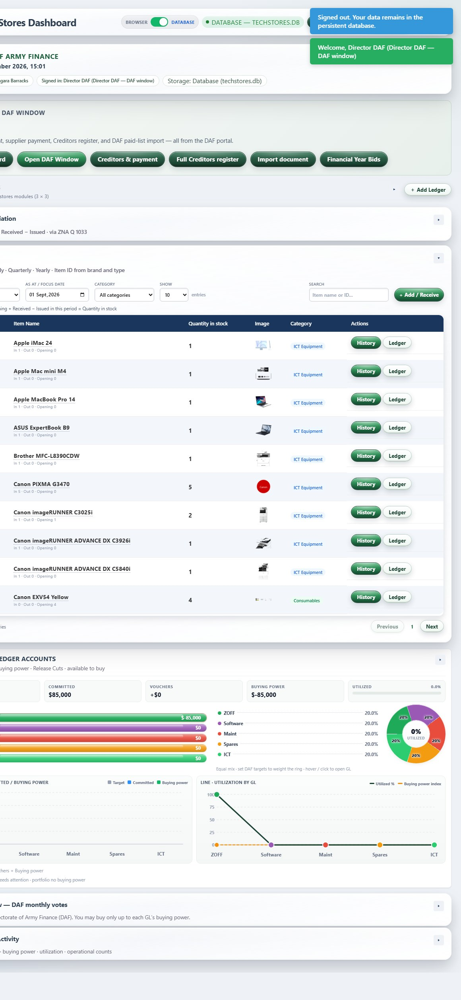 Stores Dashboard
BROWSER DATABASE
DATABASE — TECHSTORES.DB
Signed out. Your data remains in the
persistent database.
Welcome, Director DAF (Director DAF —
DAF window)
F ARMY FINANCE
ber 2026, 15:01
gara Barracks
Signed in: Director DAF (Director DAF — DAF window)
Storage: Database (techstores.db)
DAF WINDOW
t, supplier payment, Creditors register, and DAF paid-list import — all from the DAF portal.
rd
Open DAF Window
Creditors & payment
Full Creditors register
Import document
Financial Year Bids
stores modules (3 × 3)
+ Add Ledger
iation
Received − Issued · via ZNA Q 1033
ly · Quarterly · Yearly · Item ID from brand and type
AS AT / FOCUS DATE
CATEGORY
SHOW
SEARCH
01 Sept, 2026
All categories
10
entries
Item name or ID...
+ Add / Receive
ing + Received − Issued in this period = Quantity in stock
Item Name Quantity in stock Image Category Actions
Apple iMac 24
In 1 · Out 0 · Opening 0
1
ICT Equipment
History Ledger
Apple Mac mini M4
In 1 · Out 0 · Opening 0
1
Mini
ICT Equipment
History Ledger
Apple MacBook Pro 14
In 1 · Out 0 · Opening 0
1
ICT Equipment
History Ledger
ASUS ExpertBook B9
In 1 · Out 0 · Opening 0
1
ICT Equipment
History Ledger
Brother MFC-L8390CDW
In 1 · Out 0 · Opening 0
1
ICT Equipment
History Ledger
Canon PIXMA G3470
In 5 · Out 0 · Opening 0
5
Canon
ICT Equipment
History Ledger
Canon imageRUNNER C3025i
In 1 · Out 0 · Opening 1
2
ICT Equipment
History Ledger
Canon imageRUNNER ADVANCE DX C3926i
In 1 · Out 0 · Opening 0
1
ICT Equipment
History Ledger
Canon imageRUNNER ADVANCE DX C5840i
In 1 · Out 0 · Opening 0
1
ICT Equipment
History Ledger
Canon EXV54 Yellow
In 0 · Out 0 · Opening 4
4
Consumables
History Ledger
ies
Previous 1 Next
EDGER ACCOUNTS
uying power · Release Cuts · available to buy
COMMITTED
$85,000
VOUCHERS
+$0
BUYING POWER
$-85,000
UTILIZED 0.0%
$-85,000
$0
$0
$0
$0
ZOFF 20.0%
Software 20.0%
Maint 20.0%
Spares 20.0%
ICT 20.0%
20% 20%
20% 20%
20%
0%
UTILIZED
Equal mix · set DAF targets to weight the ring · hover / click to open GL
TED / BUYING POWER
Target Committed Buying power
Software Maint Spares ICT
LINE · UTILIZATION BY GL
Utilized % Buying power index
100
75
50
25
0
ZOFF Software Maint Spares ICT
hers + Buying power
eeds attention · portfolio no buying power
w — DAF monthly votes
ctorate of Army Finance (DAF). You may buy only up to each GL's buying power.
Activity
· buying power · utilization · operational counts